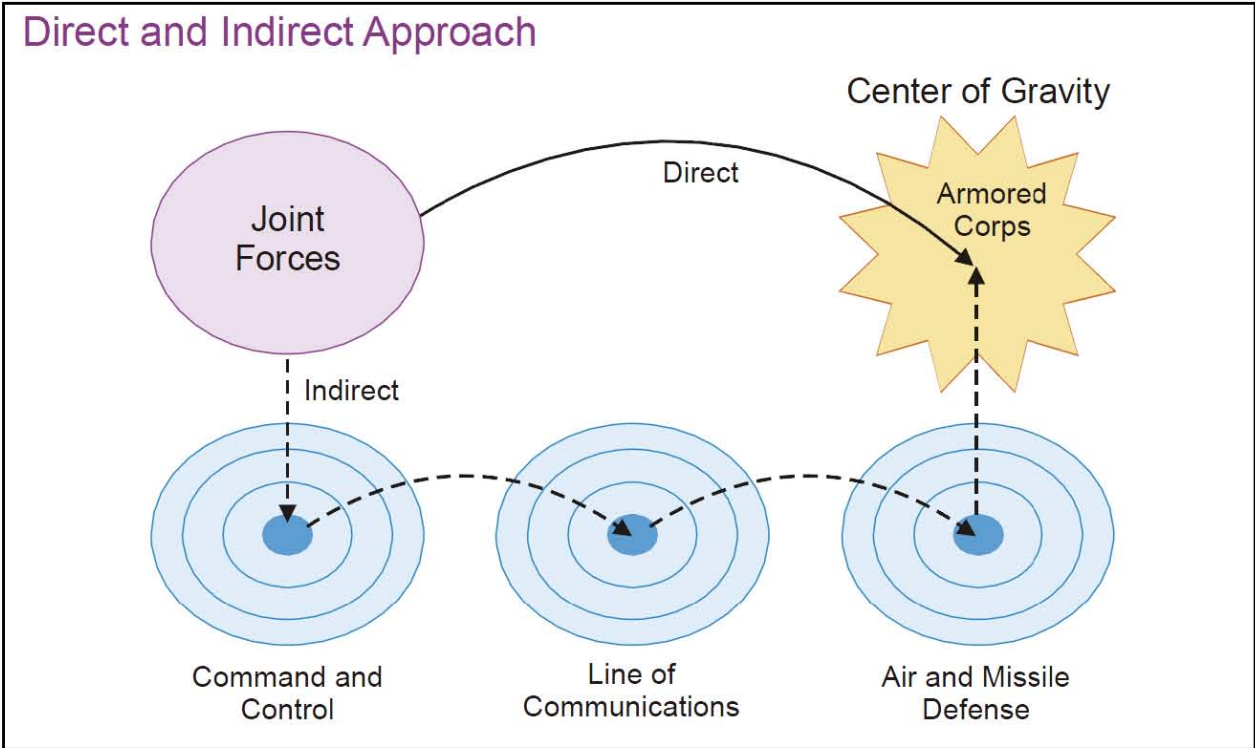 Direct and Indirect Approach
Center of Gravity
Direct
Armored
Corps
Joint
Forces
Indirect
Command and
Control
Line of
Communications
Air and Missile
Defense